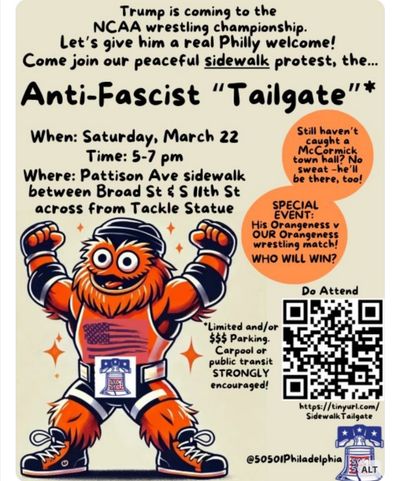 Trump is coming to the
NCAA wrestling championship.
Let's give him a real Philly welcome!
Come join our peaceful sidewalk protest, the...
Anti-Fascist "Tailgate"*
When: Saturday, March 22
Time: 5-7 pm
Where: Pattison Ave sidewalk
between Broad St & S 11th St
across from Tackle Statue
Still haven't
caught a
McCormick
town hall? No
sweat -he'll
be there, too!
SPECIAL
EVENT:
His Orangeness v
OUR Orangeness
wrestling match!
WHO WILL WIN?
Do Attend
*Limited and/or
$$$ Parking.
Carpool or
public transit
STRONGLY
encouraged!
https://tinyurl.com/
SidewalkTailgate
@50501Philadelphia
ALT